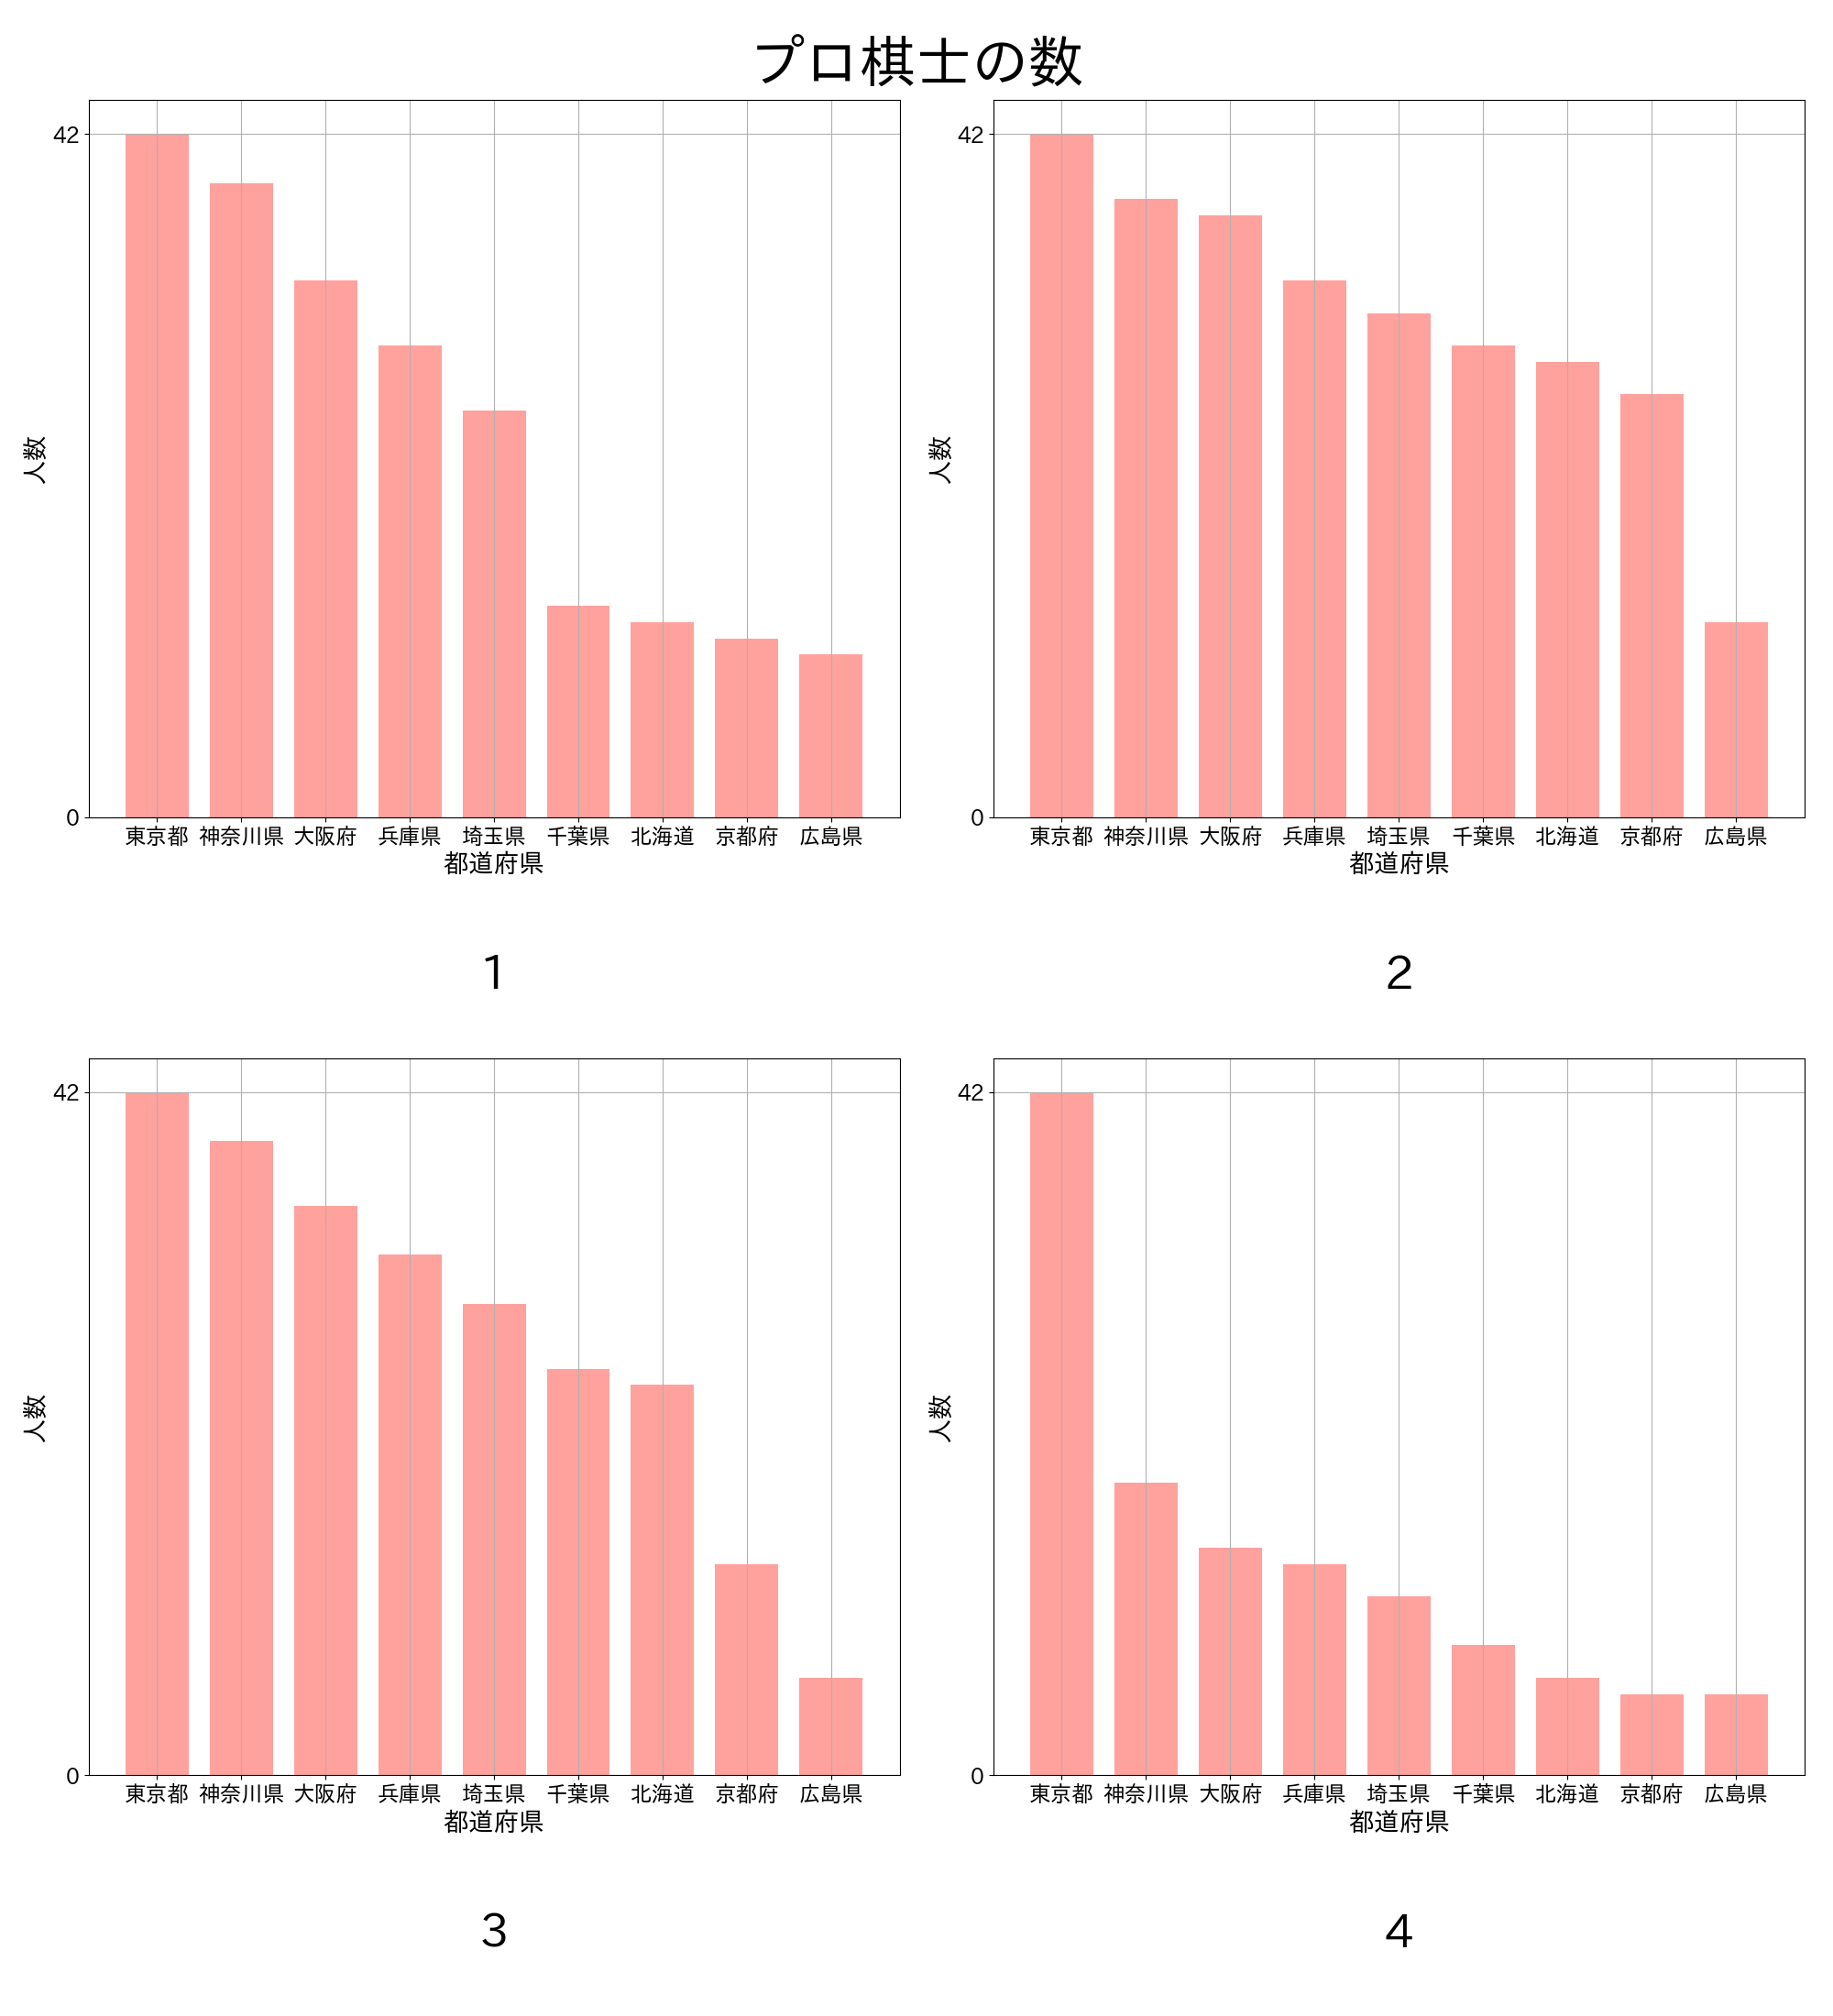 プロ棋士の数
42
0
人数
東京都 神奈川県 大阪府 兵庫県 埼玉県 千葉県 北海道 京都府 広島県
都道府県
1
42
0
人数
東京都 神奈川県 大阪府 兵庫県 埼玉県 千葉県 北海道 京都府 広島県
都道府県
2
42
0
人数
東京都 神奈川県 大阪府 兵庫県 埼玉県 千葉県 北海道 京都府 広島県
都道府県
3
42
0
人数
東京都 神奈川県 大阪府 兵庫県 埼玉県 千葉県 北海道 京都府 広島県
都道府県
4